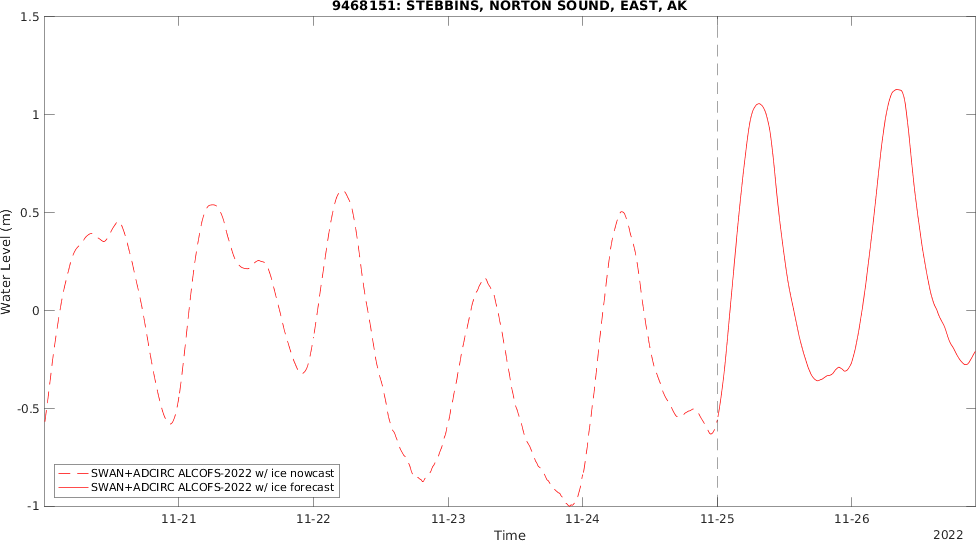 9468151: STEBBINS, NORTON SOUND, EAST, AK
1.5
1
0.5
0
-0.5
-1
Water Level (m)
SWAN+ADCIRC ALCOFS-2022 w/ ice nowcast
SWAN+ADCIRC ALCOFS-2022 w/ ice forecast
11-21 11-22 11-23 11-24 11-25 11-26
Time
2022